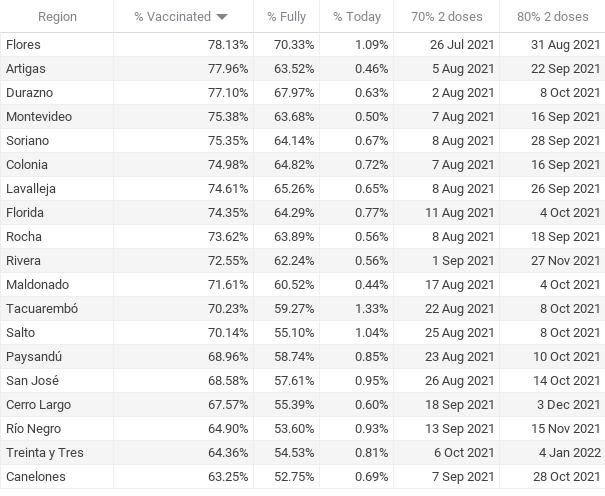 Region % Vaccinated % Fully % Today 70% 2 doses 80% 2 doses
Flores 78.13% 70.33% 1.09% 26 Jul 2021 31 Aug 2021
Artigas 77.96% 63.52% 0.46% 5 Aug 2021 22 Sep 2021
Durazno 77.10% 67.97% 0.63% 2 Aug 2021 8 Oct 2021
Montevideo 75.38% 63.68% 0.50% 7 Aug 2021 16 Sep 2021
Soriano 75.35% 64.14% 0.67% 8 Aug 2021 28 Sep 2021
Colonia 74.98% 64.82% 0.72% 7 Aug 2021 16 Sep 2021
Lavalleja 74.61% 65.26% 0.65% 8 Aug 2021 26 Sep 2021
Florida 74.35% 64.29% 0.77% 11 Aug 2021 4 Oct 2021
Rocha 73.62% 63.89% 0.56% 8 Aug 2021 18 Sep 2021
Rivera 72.55% 62.24% 0.56% 1 Sep 2021 27 Nov 2021
Maldonado 71.61% 60.52% 0.44% 17 Aug 2021 4 Oct 2021
Tacuarembó 70.23% 59.27% 1.33% 22 Aug 2021 8 Oct 2021
Salto 70.14% 55.10% 1.04% 25 Aug 2021 8 Oct 2021
Paysandú 68.96% 58.74% 0.85% 23 Aug 2021 10 Oct 2021
San José 68.58% 57.61% 0.95% 26 Aug 2021 14 Oct 2021
Cerro Largo 67.57% 55.39% 0.60% 18 Sep 2021 3 Dec 2021
Río Negro 64.90% 53.60% 0.93% 13 Sep 2021 15 Nov 2021
Treinta y Tres 64.36% 54.53% 0.81% 6 Oct 2021 4 Jan 2022
Canelones 63.25% 52.75% 0.69% 7 Sep 2021 28 Oct 2021